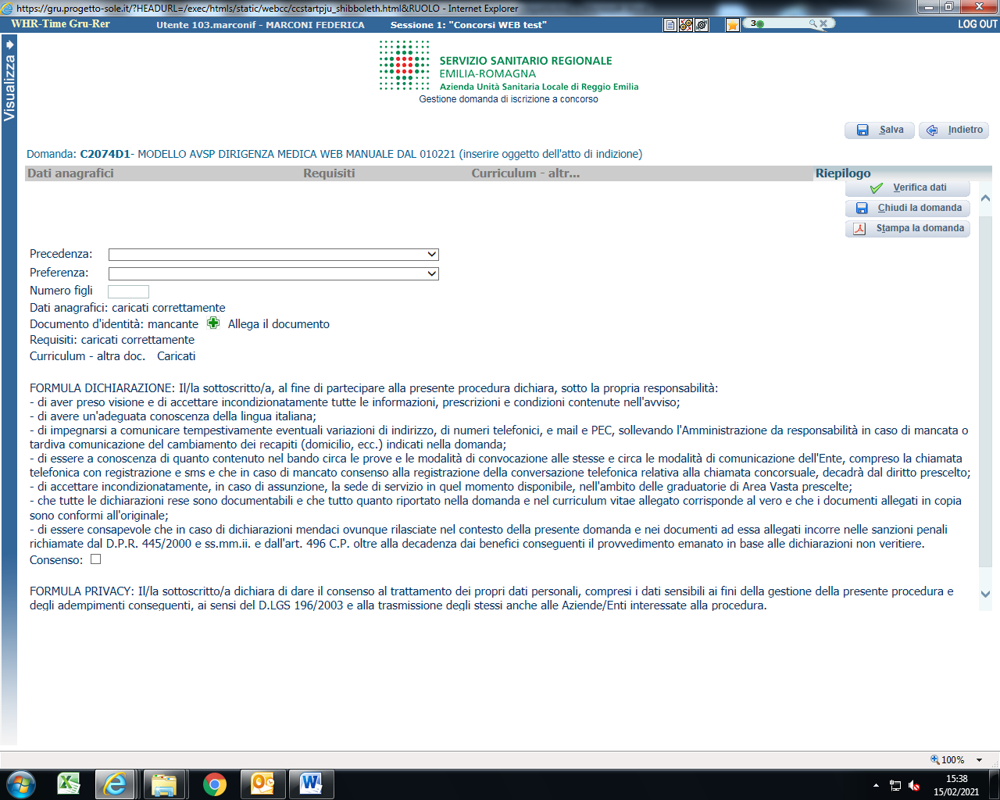 https://gru.progetto-sole.it/?HEADURL=/exec/htmls/static/webcc/ccstartpju_shibboleth.html&RUOLO - Internet Explorer
WHR-Time Gru-Rer
Utente 103.marconif - MARCONI FEDERICA
Sessione 1: "Concorsi WEB test"
3
LOG OUT
Visualizza
SERVIZIO SANITARIO REGIONALE
EMILIA-ROMAGNA
Azienda Unità Sanitaria Locale di Reggio Emilia
Gestione domanda di iscrizione a concorso
Salva
Indietro
Domanda: C2074D1- MODELLO AVSP DIRIGENZA MEDICA WEB MANUALE DAL 010221 (inserire oggetto dell'atto di indizione)
Dati anagrafici
Requisiti
Curriculum - altr...
Riepilogo
Verifica dati
Chiudi la domanda
Stampa la domanda
Precedenza:
Preferenza:
Numero figli
Dati anagrafici: caricati correttamente
Documento d'identità: mancante Allega il documento
Requisiti: caricati correttamente
Curriculum - altra doc. Caricati
FORMULA DICHIARAZIONE: Il/la sottoscritto/a, al fine di partecipare alla presente procedura dichiara, sotto la propria responsabilità:
- di aver preso visione e di accettare incondizionatamente tutte le informazioni, prescrizioni e condizioni contenute nell'avviso;
- di avere un'adeguata conoscenza della lingua italiana;
- di impegnarsi a comunicare tempestivamente eventuali variazioni di indirizzo, di numeri telefonici, e mail e PEC, sollevando l'Amministrazione da responsabilità in caso di mancata o
tardiva comunicazione del cambiamento dei recapiti (domicilio, ecc.) indicati nella domanda;
- di essere a conoscenza di quanto contenuto nel bando circa le prove e le modalità di convocazione alle stesse e circa le modalità di comunicazione dell'Ente, compreso la chiamata
telefonica con registrazione e sms e che in caso di mancato consenso alla registrazione della conversazione telefonica relativa alla chiamata concorsuale, decadrà dal diritto prescelto;
- di accettare incondizionatamente, in caso di assunzione, la sede di servizio in quel momento disponibile, nell'ambito delle graduatorie di Area Vasta prescelte;
- che tutte le dichiarazioni rese sono documentabili e che tutto quanto riportato nella domanda e nel curriculum vitae allegato corrisponde al vero e che i documenti allegati in copia
sono conformi all'originale;
- di essere consapevole che in caso di dichiarazioni mendaci ovunque rilasciate nel contesto della presente domanda e nei documenti ad essa allegati incorre nelle sanzioni penali
richiamate dal D.P.R. 445/2000 e ss.mm.ii. e dall'art. 496 C.P. oltre alla decadenza dai benefici conseguenti il provvedimento emanato in base alle dichiarazioni non veritiere.
Consenso:
FORMULA PRIVACY: Il/la sottoscritto/a dichiara di dare il consenso al trattamento dei propri dati personali, compresi i dati sensibili ai fini della gestione della presente procedura e
degli adempimenti conseguenti, ai sensi del D.LGS 196/2003 e alla trasmissione degli stessi anche alle Aziende/Enti interessate alla procedura.
100%
15:38
15/02/2021